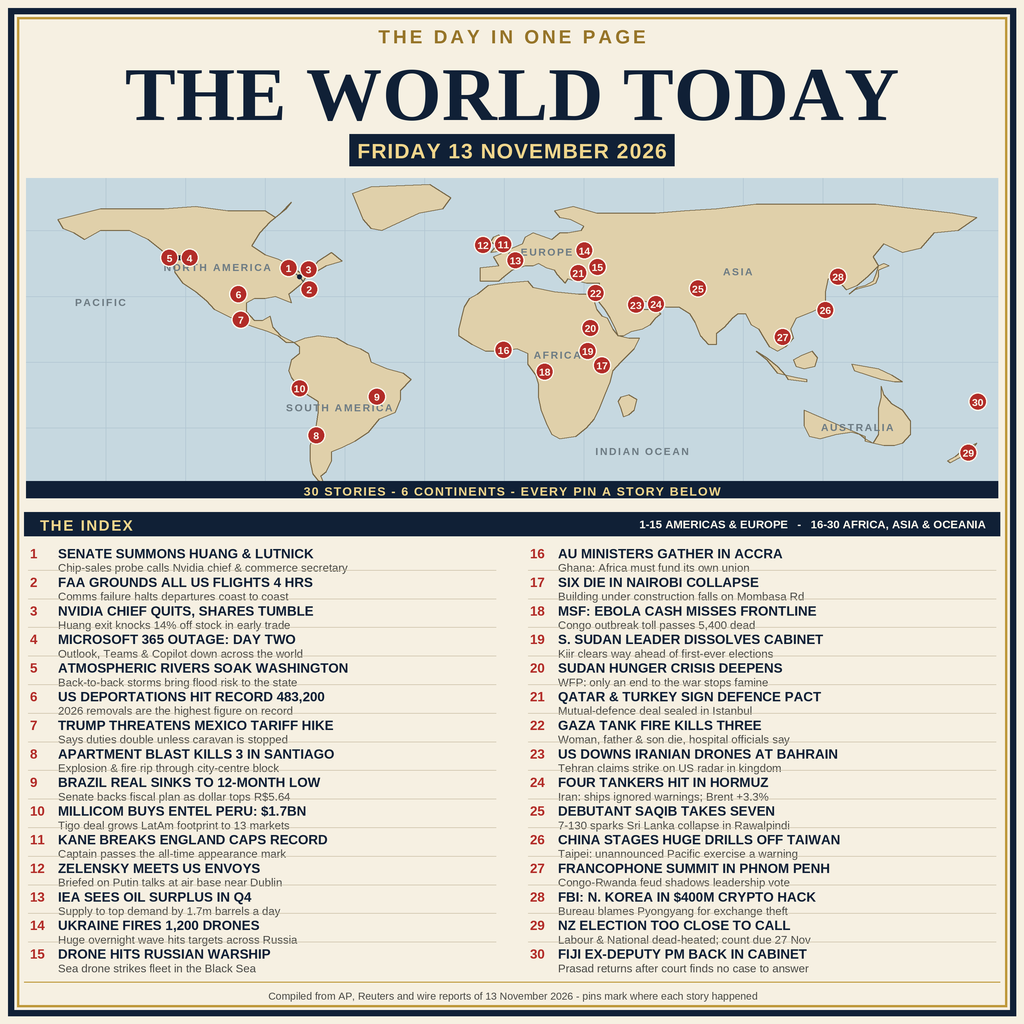 THE DAY IN ONE PAGE
THE WORLD TODAY
FRIDAY 13 NOVEMBER 2026
12 11 EUROPE 14
5 4 NORTH AMERICA 1 3 13 21 15 ASIA 28
PACIFIC 6 2 22 23 24 25
7 20 26
16 AFRICA 19 27
10 9 18 17 30
SOUTH AMERICA
8 INDIAN OCEAN AUSTRALIA 29
30 STORIES - 6 CONTINENTS - EVERY PIN A STORY BELOW
THE INDEX
1-15 AMERICAS & EUROPE - 16-30 AFRICA, ASIA & OCEANIA
1 SENATE SUMMONS HUANG & LUTNICK
Chip-sales probe calls Nvidia chief & commerce secretary
2 FAA GROUNDS ALL US FLIGHTS 4 HRS
Comms failure halts departures coast to coast
3 NVIDIA CHIEF QUITS, SHARES TUMBLE
Huang exit knocks 14% off stock in early trade
4 MICROSOFT 365 OUTAGE: DAY TWO
Outlook, Teams & Copilot down across the world
5 ATMOSPHERIC RIVERS SOAK WASHINGTON
Back-to-back storms bring flood risk to the state
6 US DEPORTATIONS HIT RECORD 483,200
2026 removals are the highest figure on record
7 TRUMP THREATENS MEXICO TARIFF HIKE
Says duties double unless caravan is stopped
8 APARTMENT BLAST KILLS 3 IN SANTIAGO
Explosion & fire rip through city-centre block
9 BRAZIL REAL SINKS TO 12-MONTH LOW
Senate backs fiscal plan as dollar tops R$5.64
10 MILLICOM BUYS ENTEL PERU: $1.7BN
Tigo deal grows LatAm footprint to 13 markets
11 KANE BREAKS ENGLAND CAPS RECORD
Captain passes the all-time appearance mark
12 ZELENSKY MEETS US ENVOYS
Briefed on Putin talks at air base near Dublin
13 IEA SEES OIL SURPLUS IN Q4
Supply to top demand by 1.7m barrels a day
14 UKRAINE FIRES 1,200 DRONES
Huge overnight wave hits targets across Russia
15 DRONE HITS RUSSIAN WARSHIP
Sea drone strikes fleet in the Black Sea
16 AU MINISTERS GATHER IN ACCRA
Ghana: Africa must fund its own union
17 SIX DIE IN NAIROBI COLLAPSE
Building under construction falls on Mombasa Rd
18 MSF: EBOLA CASH MISSES FRONTLINE
Congo outbreak toll passes 5,400 dead
19 S. SUDAN LEADER DISSOLVES CABINET
Kiir clears way ahead of first-ever elections
20 SUDAN HUNGER CRISIS DEEPENS
WFP: only an end to the war stops famine
21 QATAR & TURKEY SIGN DEFENCE PACT
Mutual-defence deal sealed in Istanbul
22 GAZA TANK FIRE KILLS THREE
Woman, father & son die, hospital officials say
23 US DOWNS IRANIAN DRONES AT BAHRAIN
Tehran claims strike on US radar in kingdom
24 FOUR TANKERS HIT IN HORMUZ
Iran: ships ignored warnings; Brent +3.3%
25 DEBUTANT SAQIB TAKES SEVEN
7-130 sparks Sri Lanka collapse in Rawalpindi
26 CHINA STAGES HUGE DRILLS OFF TAIWAN
Taipei: unannounced Pacific exercise a warning
27 FRANCOPHONE SUMMIT IN PHNOM PENH
Congo-Rwanda feud shadows leadership vote
28 FBI: N. KOREA IN $400M CRYPTO HACK
Bureau blames Pyongyang for exchange theft
29 NZ ELECTION TOO CLOSE TO CALL
Labour & National dead-heated; count due 27 Nov
30 FIJI EX-DEPUTY PM BACK IN CABINET
Prasad returns after court finds no case to answer
Compiled from AP, Reuters and wire reports of 13 November 2026 - pins mark where each story happened